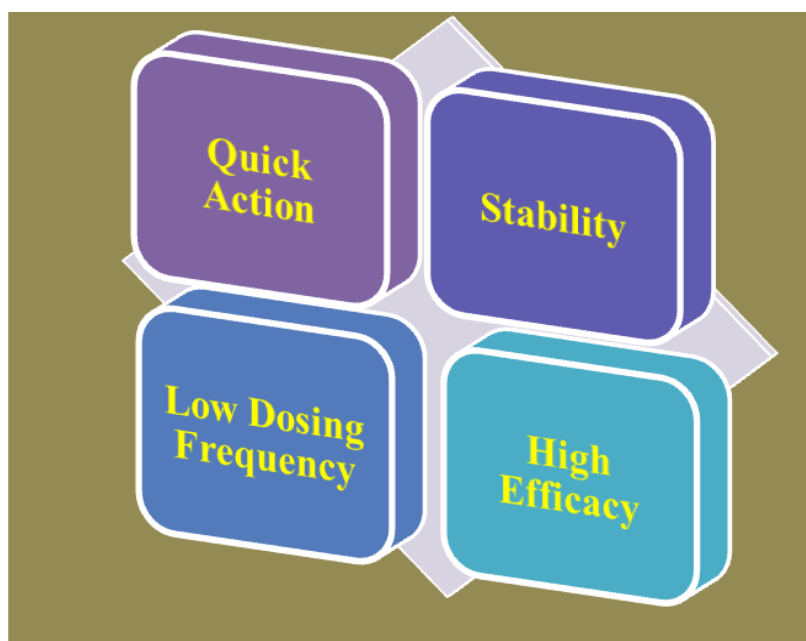 Quick
Action
Stability
Low Dosing
Frequency
High
Efficacy